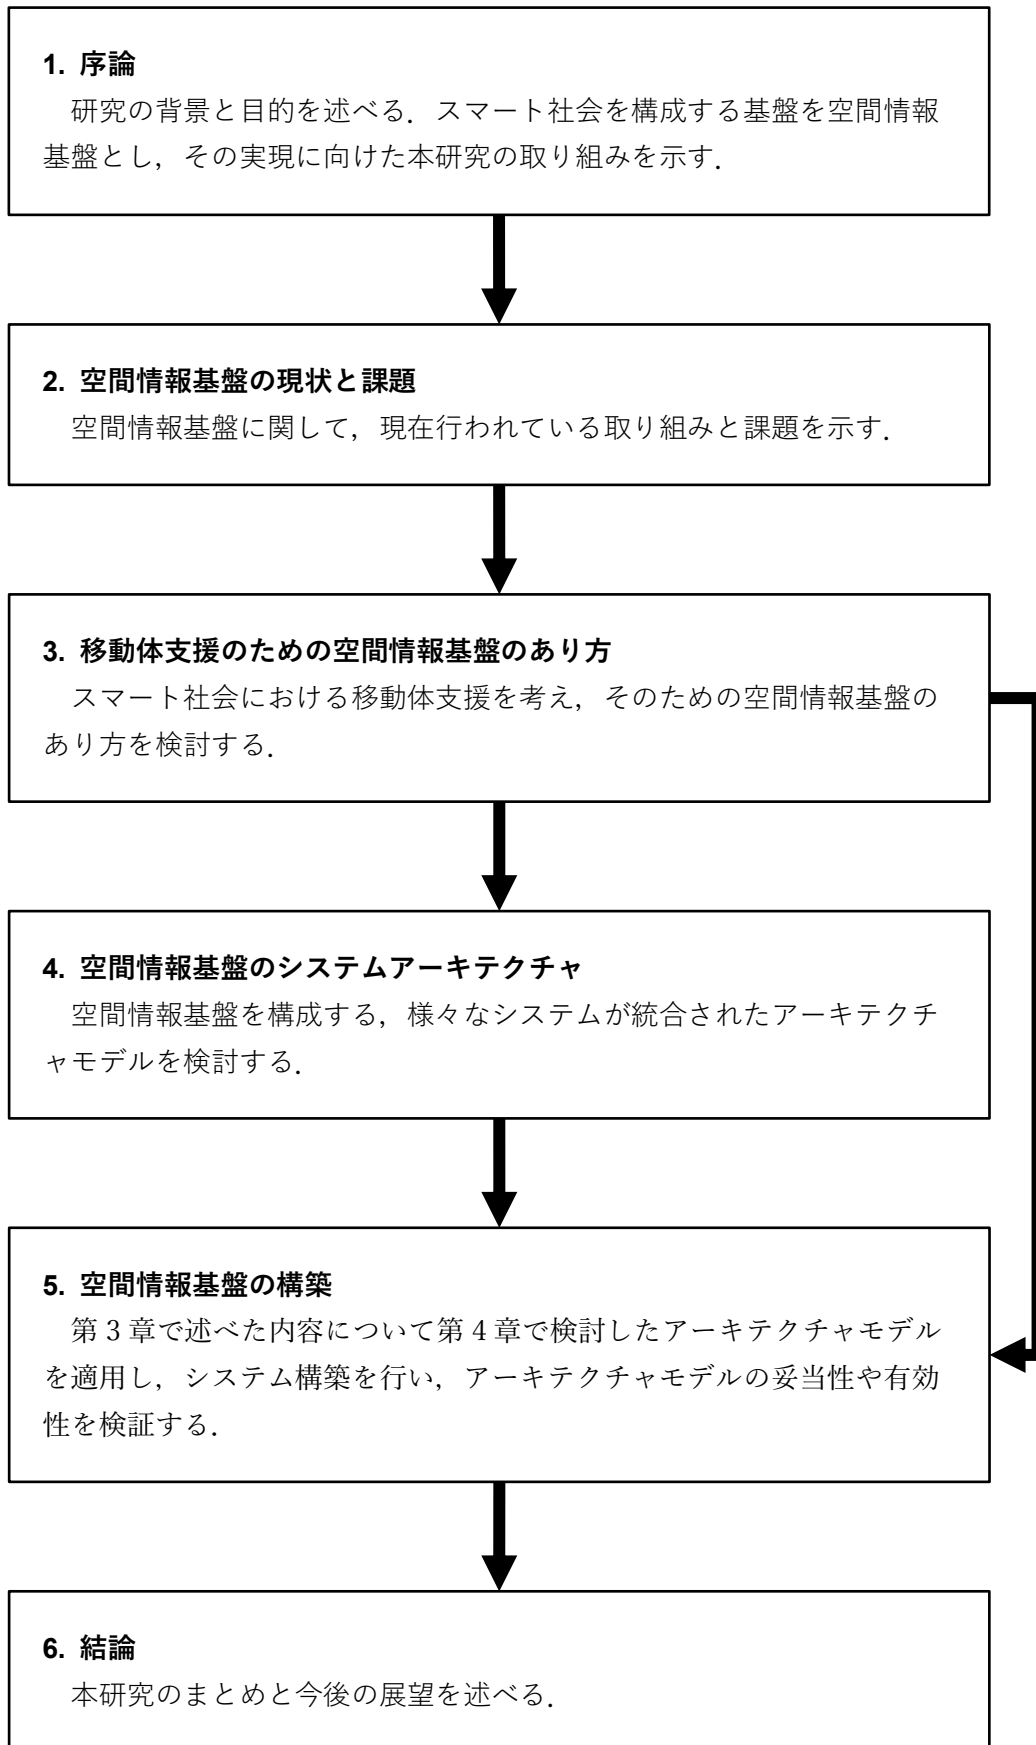 1. 序論
研究の背景と目的を述べる．スマート社会を構成する基盤を空間情報
基盤とし，その実現に向けた本研究の取り組みを示す．
2. 空間情報基盤の現状と課題
空間情報基盤に関して，現在行われている取り組みと課題を示す．
3. 移動体支援のための空間情報基盤のあり方
スマート社会における移動体支援を考え，そのための空間情報基盤の
あり方を検討する．
4. 空間情報基盤のシステムアーキテクチャ
空間情報基盤を構成する，様々なシステムが統合されたアーキテクチ
ャモデルを検討する．
5. 空間情報基盤の構築
第 3 章で述べた内容について第 4 章で検討したアーキテクチャモデル
を適用し，システム構築を行い，アーキテクチャモデルの妥当性や有効
性を検証する．
6. 結論
本研究のまとめと今後の展望を述べる．